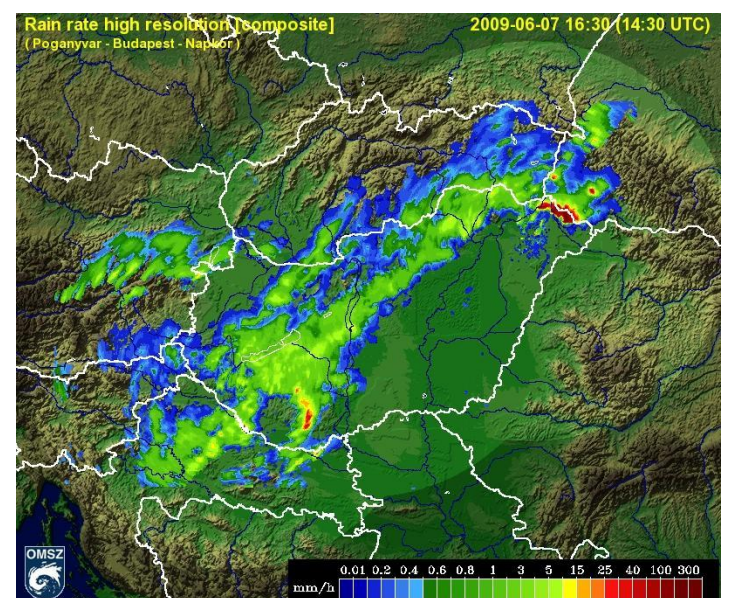 Rain rate high resolution [composite]
2009-06-07 16:30 (14:30 UTC)
( Poganyvar - Budapest - Napkor )
OMSZ
mm/h 0.01 0.2 0.4 0.6 0.8 1 3 5 15 25 40 100 300